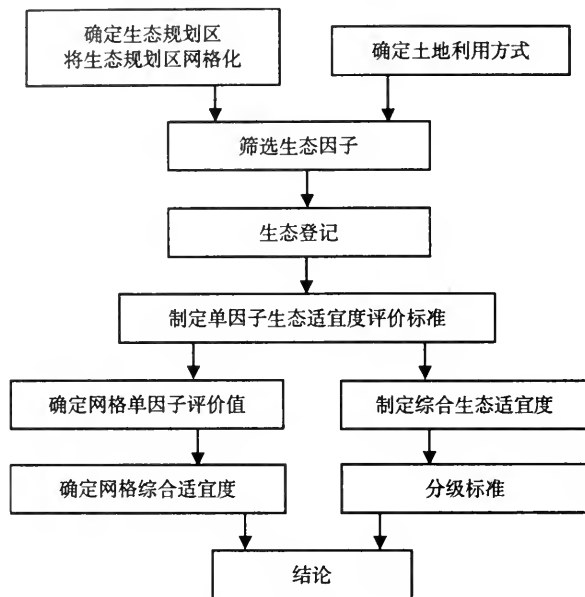 确定生态规划区
将生态规划区网格化
确定土地利用方式
筛选生态因子
生态登记
制定单因子生态适宜度评价标准
确定网格单因子评价值
制定综合生态适宜度
确定网格综合适宜度
分级标准
结论